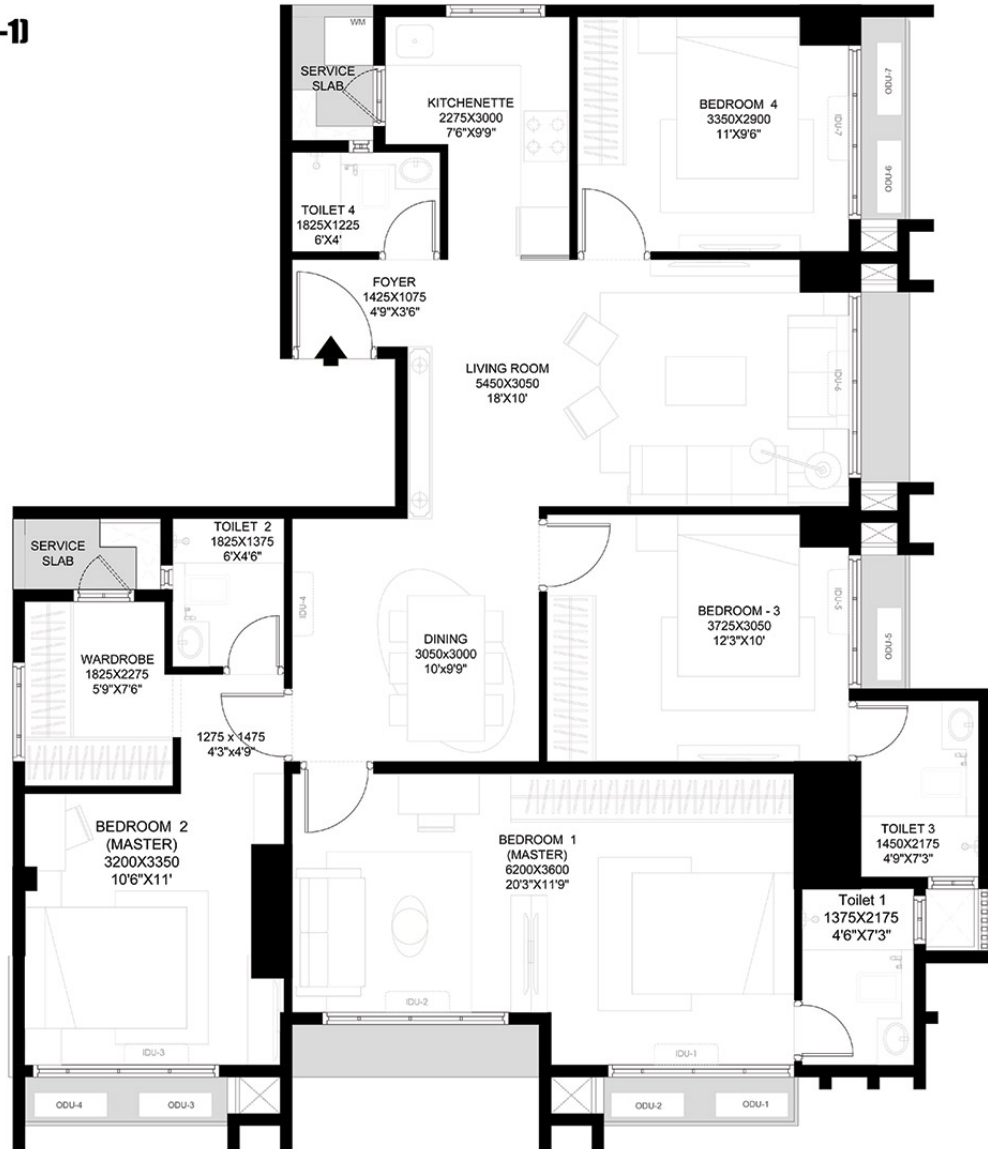 -1)
WM
SERVICE
SLAB
KITCHENETTE
2275X3000
7'6"X9'9"
BEDROOM 4
3350X2900
11'X9'6"
IDU-7
ODU-7
ODU-6
TOILET 4
1825X1225
6'X4'
FOYER
1425X1075
4'9"X3'6"
LIVING ROOM
5450X3050
18'X10'
IDU-6
SERVICE
SLAB
TOILET 2
1825X1375
6'X4'6"
IDU-4
DINING
3050x3000
10'x9'9"
BEDROOM - 3
3725X3050
12'3"X10'
IDU-5
ODU-5
WARDROBE
1825X2275
5'9"X7'6"
1275 x 1475
4'3"x4'9"
BEDROOM 2
(MASTER)
3200X3350
10'6"X11'
BEDROOM 1
(MASTER)
6200X3600
20'3"X11'9"
TOILET 3
1450X2175
4'9"X7'3"
Toilet 1
1375X2175
4'6"X7'3"
IDU-2
IDU-3
IDU-1
ODU-4
ODU-3
ODU-2
ODU-1